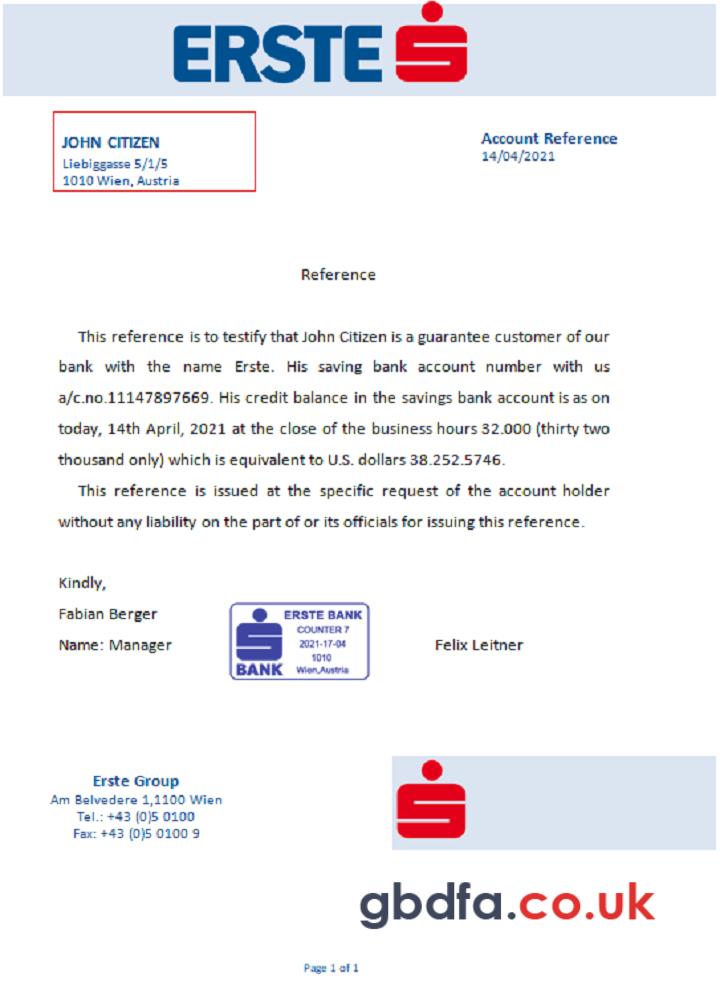 ERSTE
JOHN CITIZEN
Liebiggasse 5/1/5
1010 Wien, Austria
Account Reference
14/04/2021
Reference
This reference is to testify that John Citizen is a guarantee customer of our
bank with the name Erste. His saving bank account number with us
a/c.no.11147897669. His credit balance in the savings bank account is as on
today, 14th April, 2021 at the close of the business hours 32.000 (thirty two
thousand only) which is equivalent to U.S. dollars 38.252.5746.
This reference is issued at the specific request of the account holder
without any liability on the part of or its officials for issuing this reference.
Kindly,
Fabian Berger
Name: Manager
ERSTE BANK
COUNTER 7
2021-17-04
1010
Wien,Austria
BANK
Felix Leitner
Erste Group
Am Belvedere 1,1100 Wien
Tel.: +43 (0)5 0100
Fax: +43 (0)5 0100 9
gbdfa.co.uk
Page 1 of 1